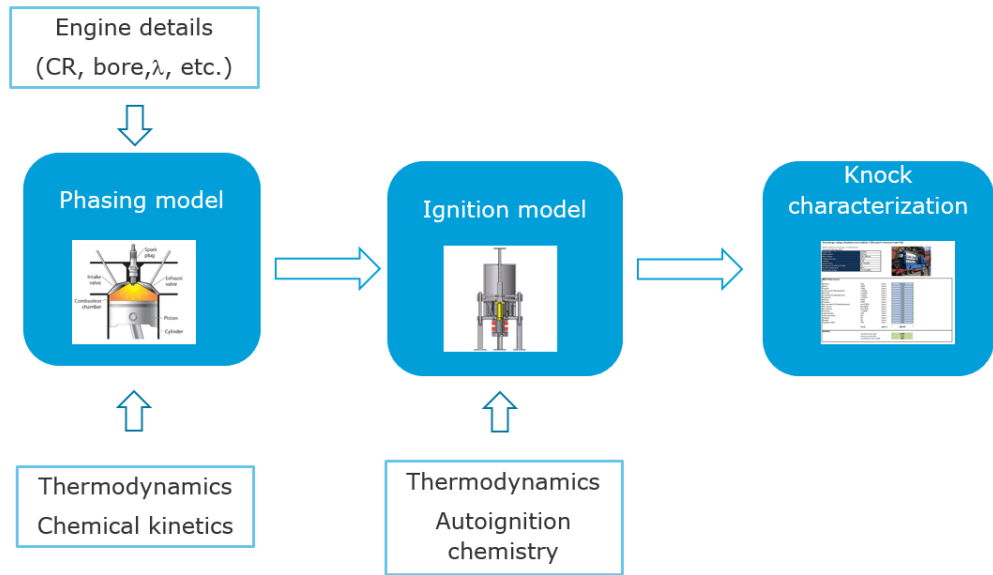 Engine details
(CR, bore,λ, etc.)
Phasing model
Spark
plug
Intake
valve
Exhaust
valve
Combustion
chamber
Piston
Cylinder
Ignition model
Knock
characterization
Thermodynamics
Chemical kinetics
Thermodynamics
Autoignition
chemistry